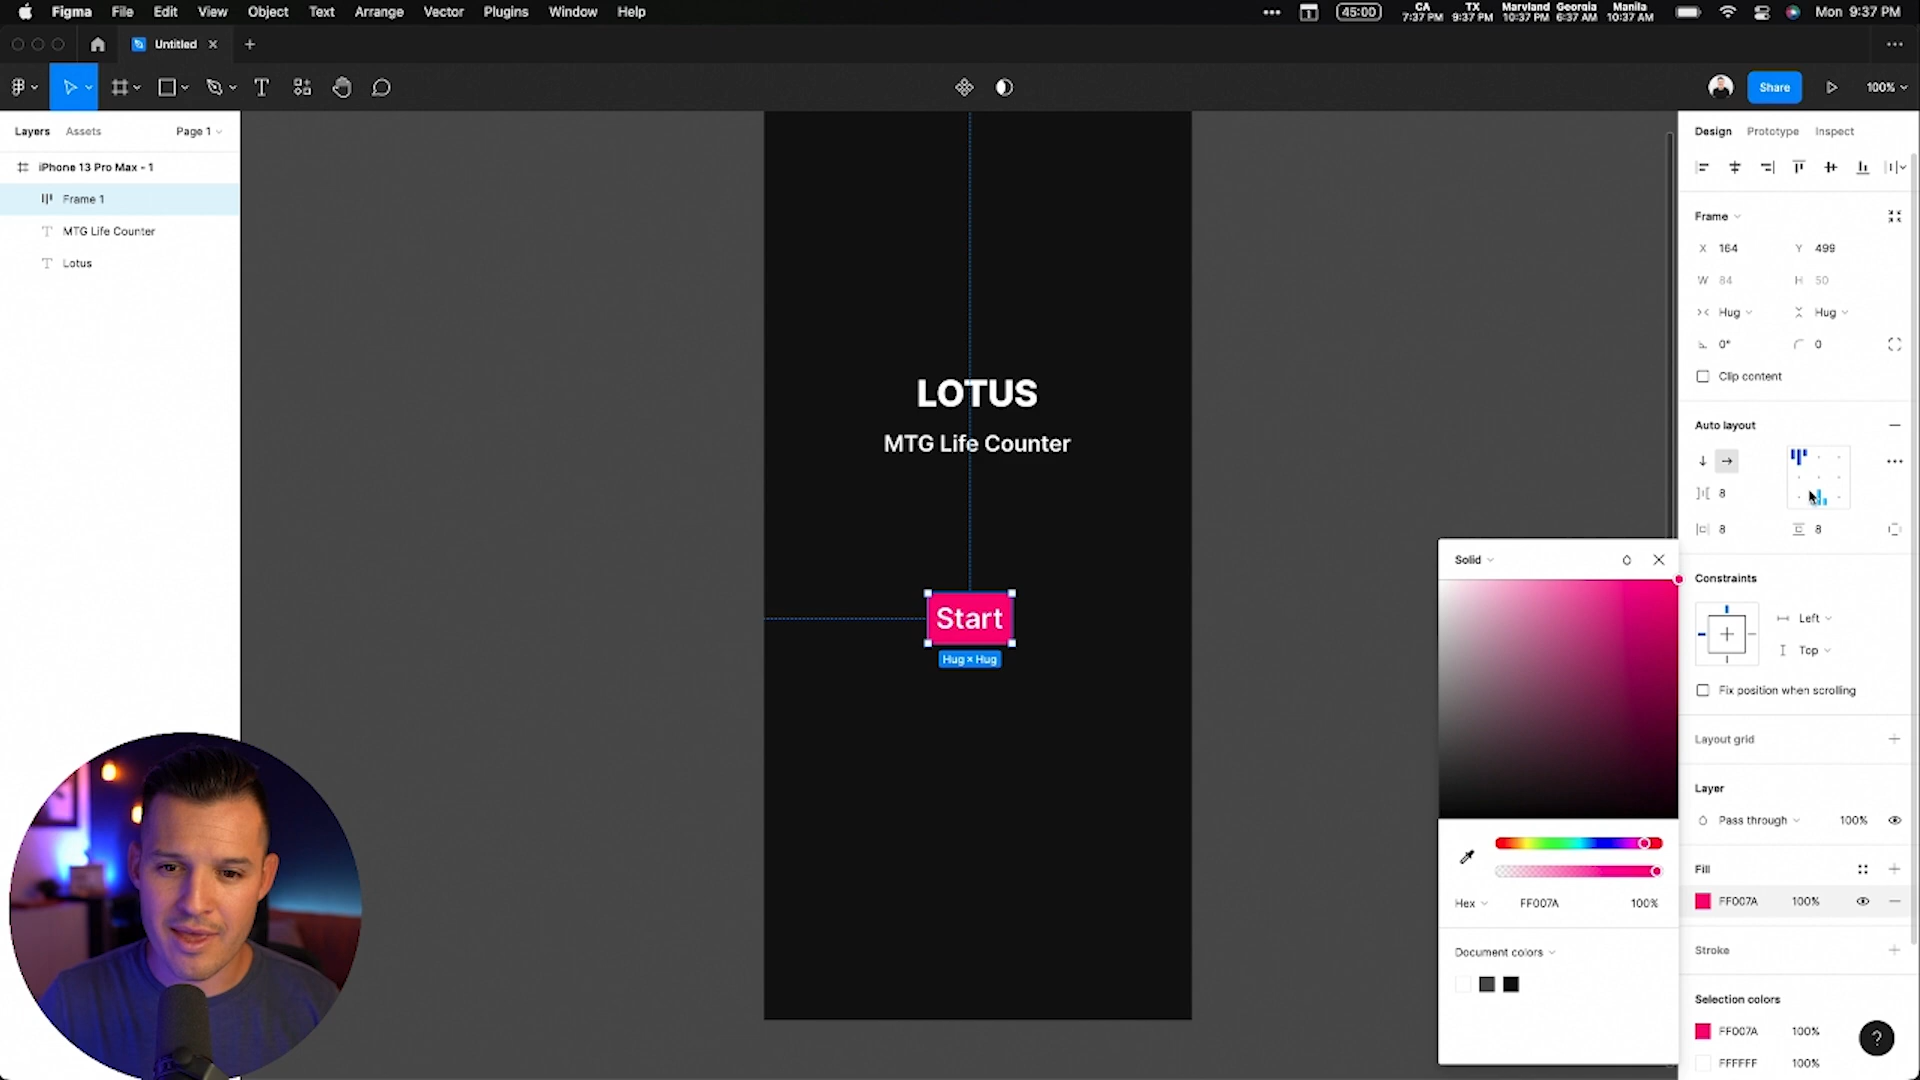 Figma File Edit View Object Text Arrange Vector Plugins Window Help
1 45:00
CA TX Maryland Georgia Manila
7:37 PM 9:37 PM 10:37 PM 6:37 AM 10:37 AM
Mon 9:37 PM
Untitled
Share
100%
Layers Assets Page 1
iPhone 13 Pro Max - 1
Frame 1
MTG Life Counter
Lotus
LOTUS
MTG Life Counter
Start
Hug × Hug
Solid
Hex FF007A 100%
Document colors
Design Prototype Inspect
Frame
X 164 Y 499
W 84 H 50
Hug Hug
0° 0
Clip content
Auto layout
8
8 8
Constraints
Left
Top
Fix position when scrolling
Layout grid
Layer
Pass through 100%
Fill
FF007A 100%
Stroke
Selection colors
FF007A 100%
FFFFFF 100%
?